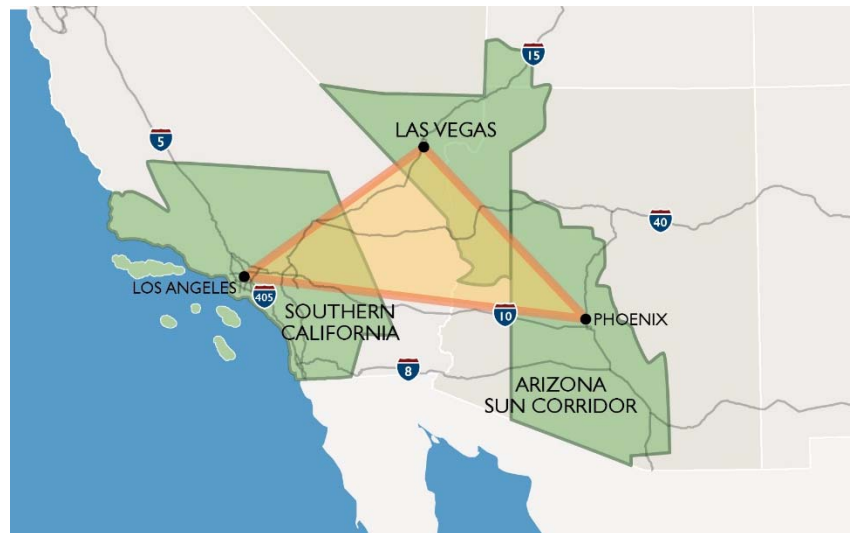 15
LAS VEGAS
5
40
LOS ANGELES
405
SOUTHERN
CALIFORNIA
10
PHOENIX
8
ARIZONA
SUN CORRIDOR